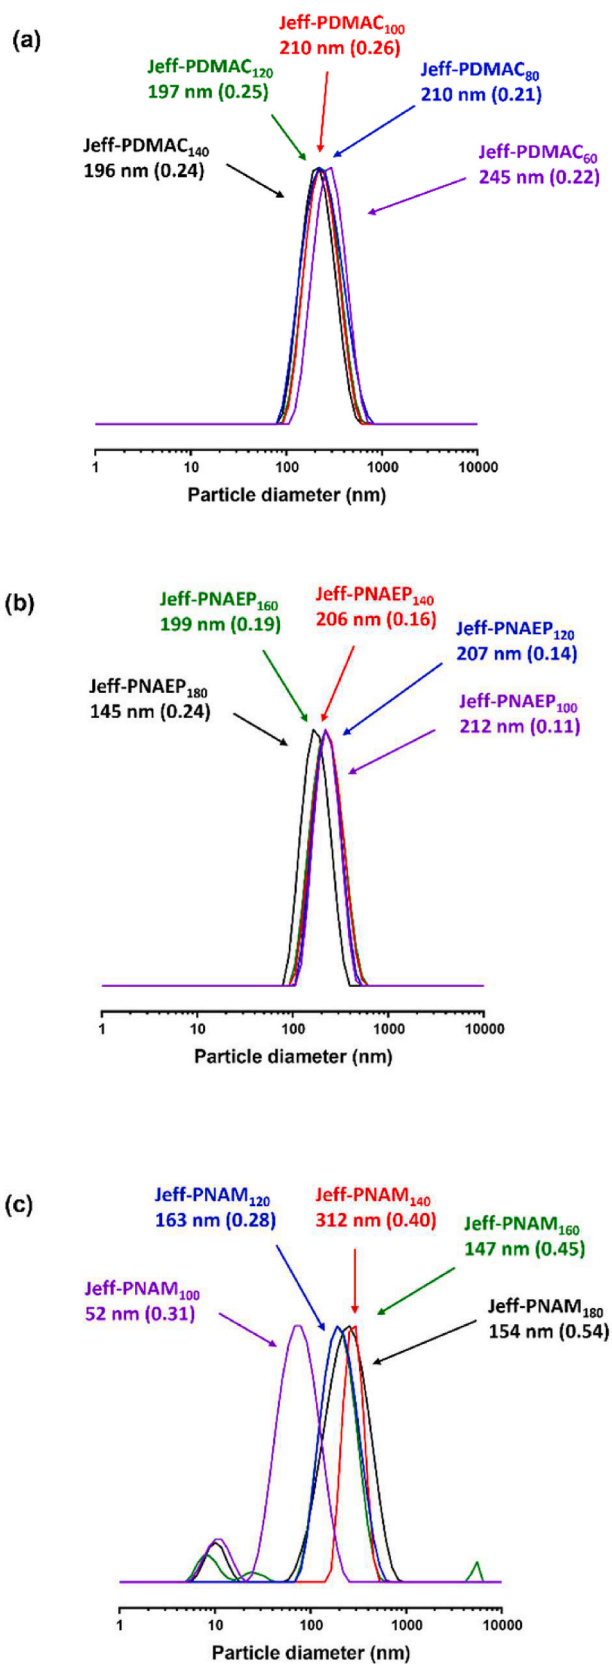 (a)
Jeff-PDMAC₁₀₀
210 nm (0.26)
Jeff-PDMAC₁₂₀
197 nm (0.25)
Jeff-PDMAC₈₀
210 nm (0.21)
Jeff-PDMAC₁₄₀
196 nm (0.24)
Jeff-PDMAC₆₀
245 nm (0.22)
1 10 100 1000 10000
Particle diameter (nm)
(b)
Jeff-PNAEP₁₆₀
199 nm (0.19)
Jeff-PNAEP₁₄₀
206 nm (0.16)
Jeff-PNAEP₁₂₀
207 nm (0.14)
Jeff-PNAEP₁₈₀
145 nm (0.24)
Jeff-PNAEP₁₀₀
212 nm (0.11)
1 10 100 1000 10000
Particle diameter (nm)
(c)
Jeff-PNAM₁₂₀
163 nm (0.28)
Jeff-PNAM₁₄₀
312 nm (0.40)
Jeff-PNAM₁₆₀
147 nm (0.45)
Jeff-PNAM₁₀₀
52 nm (0.31)
Jeff-PNAM₁₈₀
154 nm (0.54)
1 10 100 1000 10000
Particle diameter (nm)